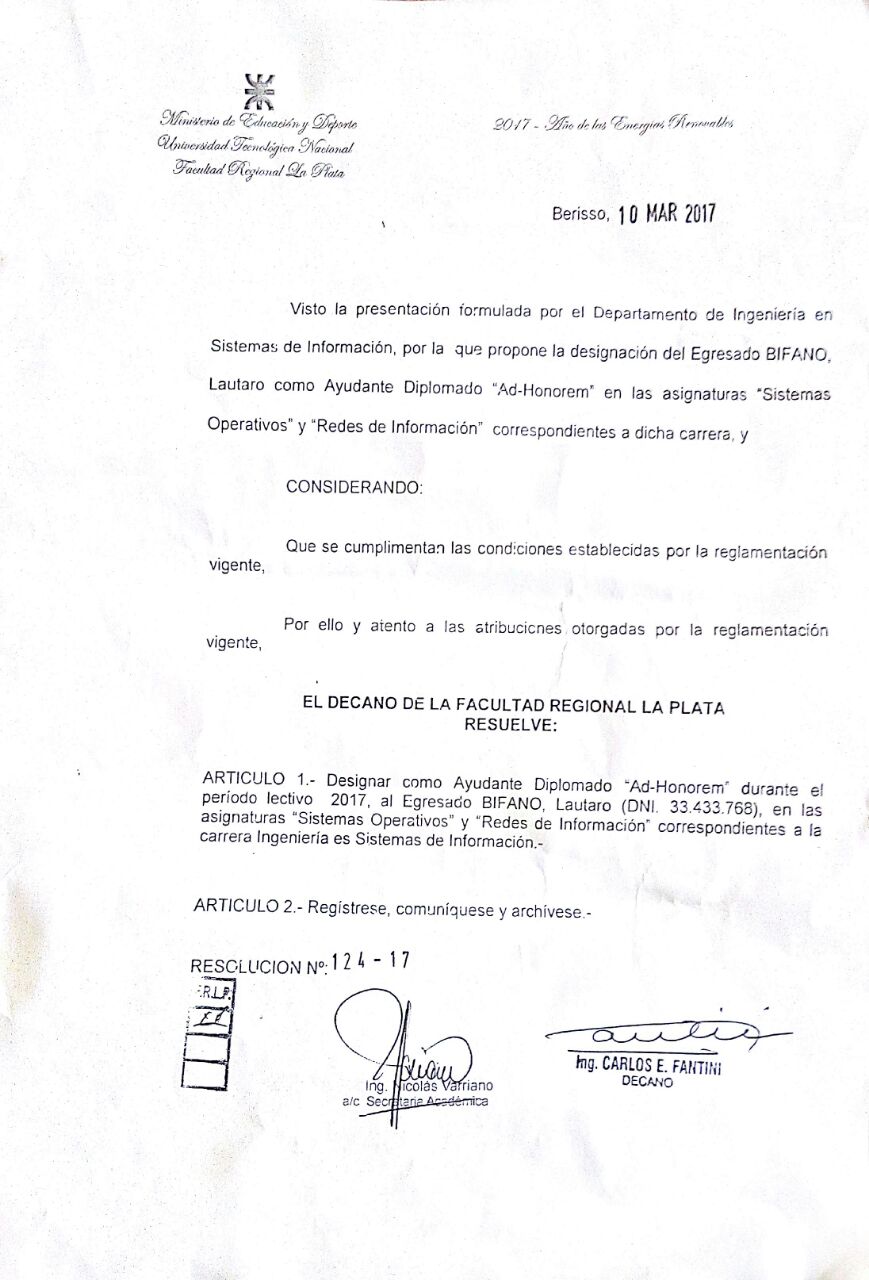 Ministerio de Educación y Deporte
Universidad Tecnológica Nacional
Facultad Regional La Plata
2017 - Año de las Energías Renovables
Berisso, 10 MAR 2017
Visto la presentación formulada por el Departamento de Ingeniería en
Sistemas de Información, por la que propone la designación del Egresado BIFANO,
Lautaro como Ayudante Diplomado "Ad-Honorem" en las asignaturas "Sistemas
Operativos" y "Redes de Información" correspondientes a dicha carrera, y
CONSIDERANDO:
Que se cumplimentan las condiciones establecidas por la reglamentación
vigente,
Por ello y atento a las atribuciones otorgadas por la reglamentación
vigente,
EL DECANO DE LA FACULTAD REGIONAL LA PLATA
RESUELVE:
ARTICULO 1.- Designar como Ayudante Diplomado "Ad-Honorem" durante el
período lectivo 2017, al Egresado BIFANO, Lautaro (DNI. 33.433.768), en las
asignaturas "Sistemas Operativos" y "Redes de Información" correspondientes a la
carrera Ingeniería es Sistemas de Información.-
ARTICULO 2.- Regístrese, comuníquese y archívese.-
RESOLUCION Nº: 124-17
F.R.L.P.
Ing. Nicolás Varriano
a/c Secretaria Académica
Ing. CARLOS E. FANTINI
DECANO